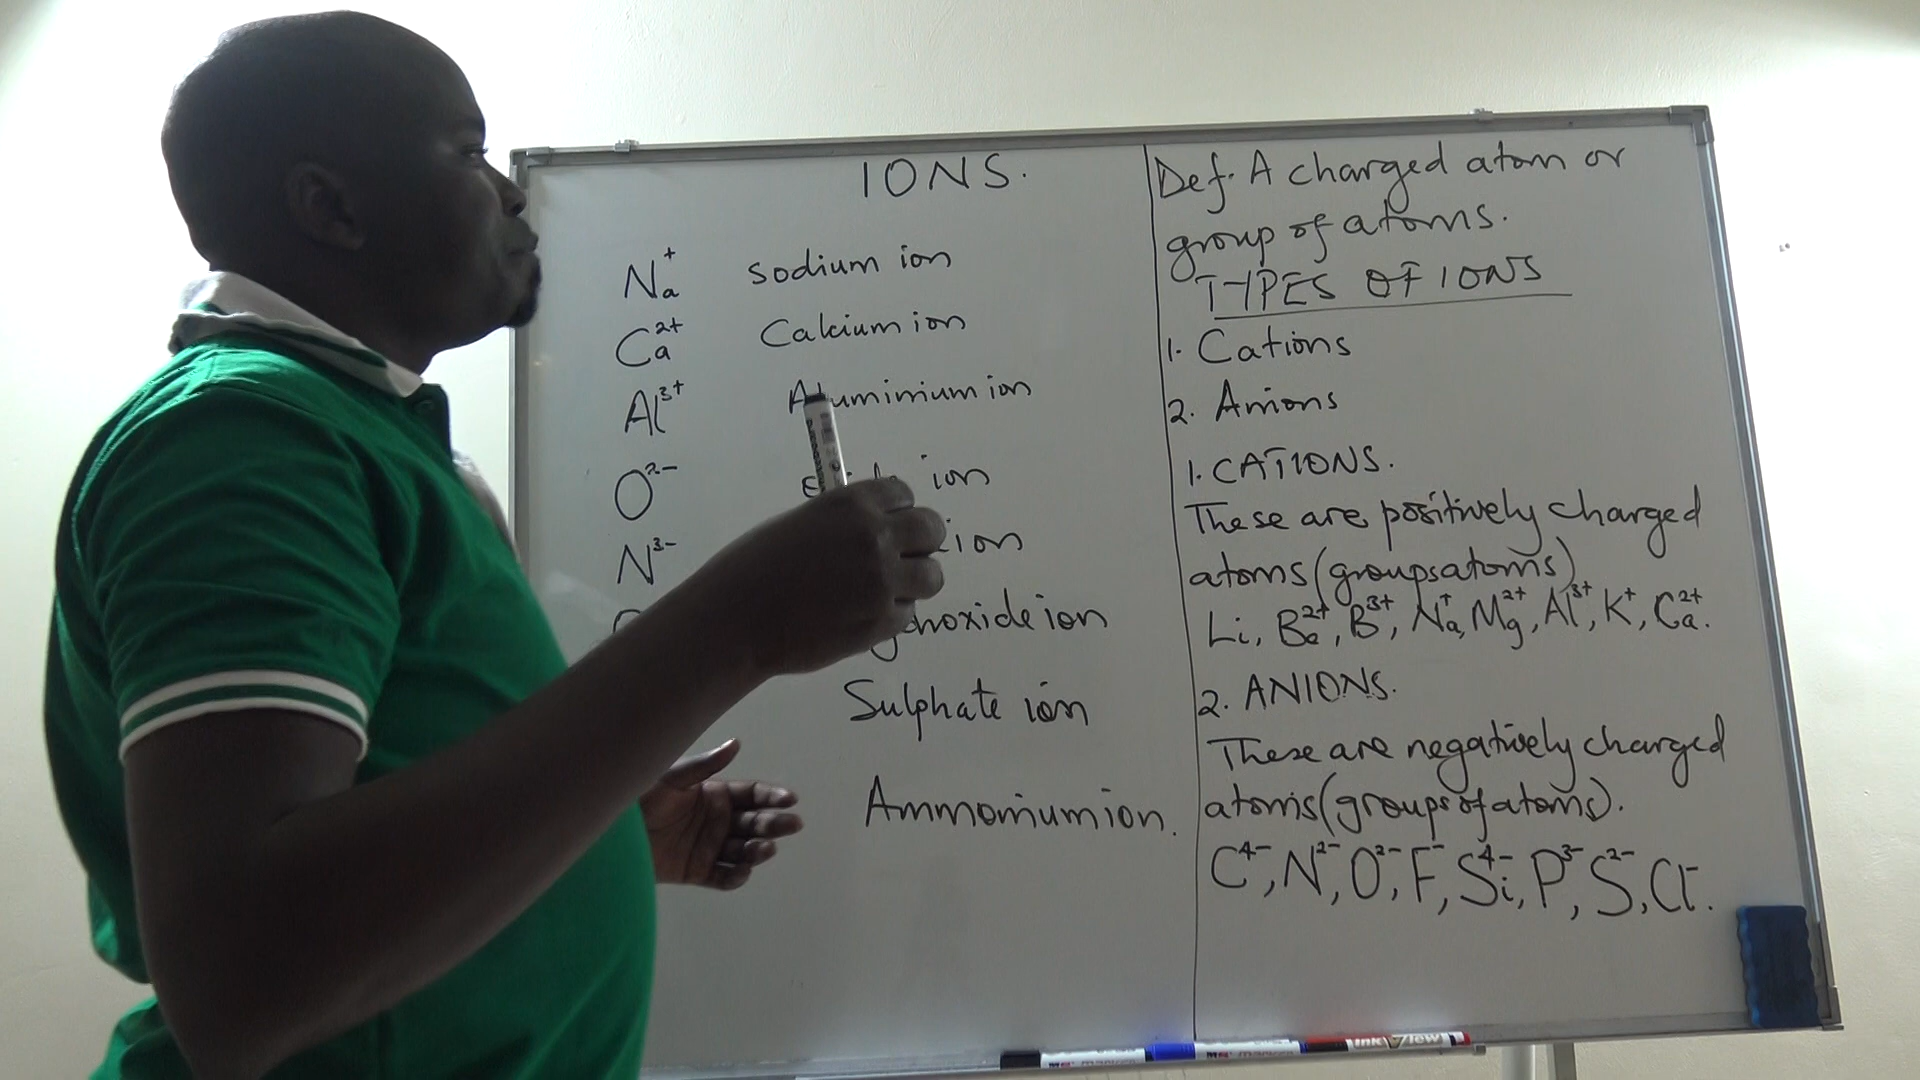 IONS.
Na⁺ Sodium ion
Ca²⁺ Calcium ion
Al³⁺ Aluminium ion
O²⁻ ion
N³⁻ ion
ion
Sulphate ion
Ammonium ion.
Def. A charged atom or
group of atoms.
TYPES OF IONS
1. Cations
2. Anions
1. CATIONS.
These are positively charged
atoms (groups atoms)
Li, Be²⁺, B³⁺, Na⁺, Mg²⁺, Al³⁺, K⁺, Ca²⁺.
2. ANIONS.
These are negatively charged
atoms (groups of atoms).
C⁴⁻, N²⁻, O²⁻, F⁻, Si⁴⁻, P³⁻, S²⁻, Cl⁻.